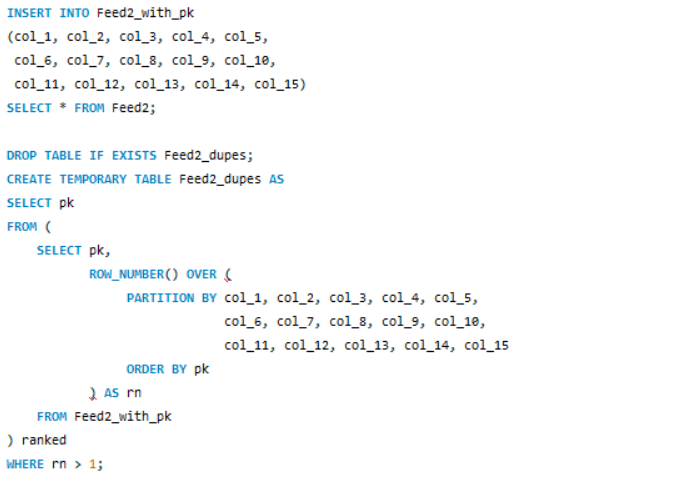 INSERT INTO Feed2_with_pk
(col_1, col_2, col_3, col_4, col_5,
 col_6, col_7, col_8, col_9, col_10,
 col_11, col_12, col_13, col_14, col_15)
SELECT * FROM Feed2;

DROP TABLE IF EXISTS Feed2_dupes;
CREATE TEMPORARY TABLE Feed2_dupes AS
SELECT pk
FROM (
    SELECT pk,
           ROW_NUMBER() OVER (
                PARTITION BY col_1, col_2, col_3, col_4, col_5,
                             col_6, col_7, col_8, col_9, col_10,
                             col_11, col_12, col_13, col_14, col_15
                ORDER BY pk
           ) AS rn
    FROM Feed2_with_pk
) ranked
WHERE rn > 1;